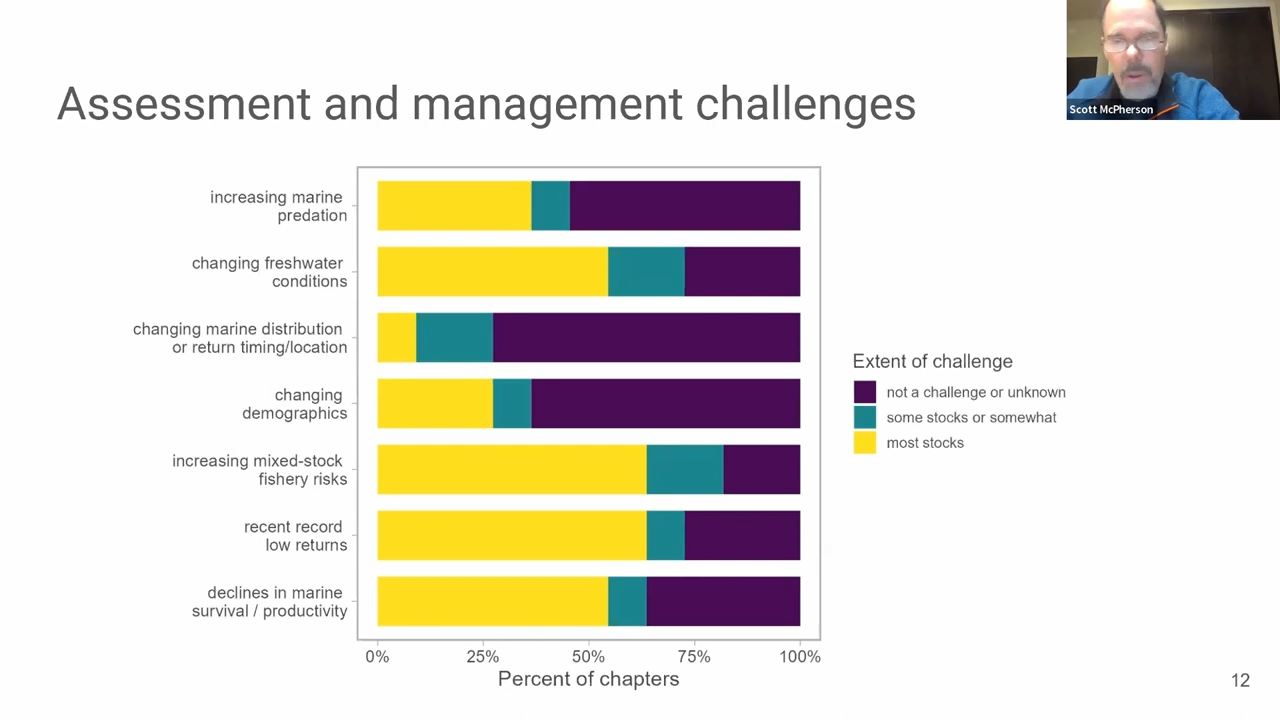 Assessment and management challenges
Scott McPherson
increasing marine
predation
changing freshwater
conditions
changing marine distribution
or return timing/location
changing
demographics
increasing mixed-stock
fishery risks
recent record
low returns
declines in marine
survival / productivity
0% 25% 50% 75% 100%
Percent of chapters
Extent of challenge
not a challenge or unknown
some stocks or somewhat
most stocks
12